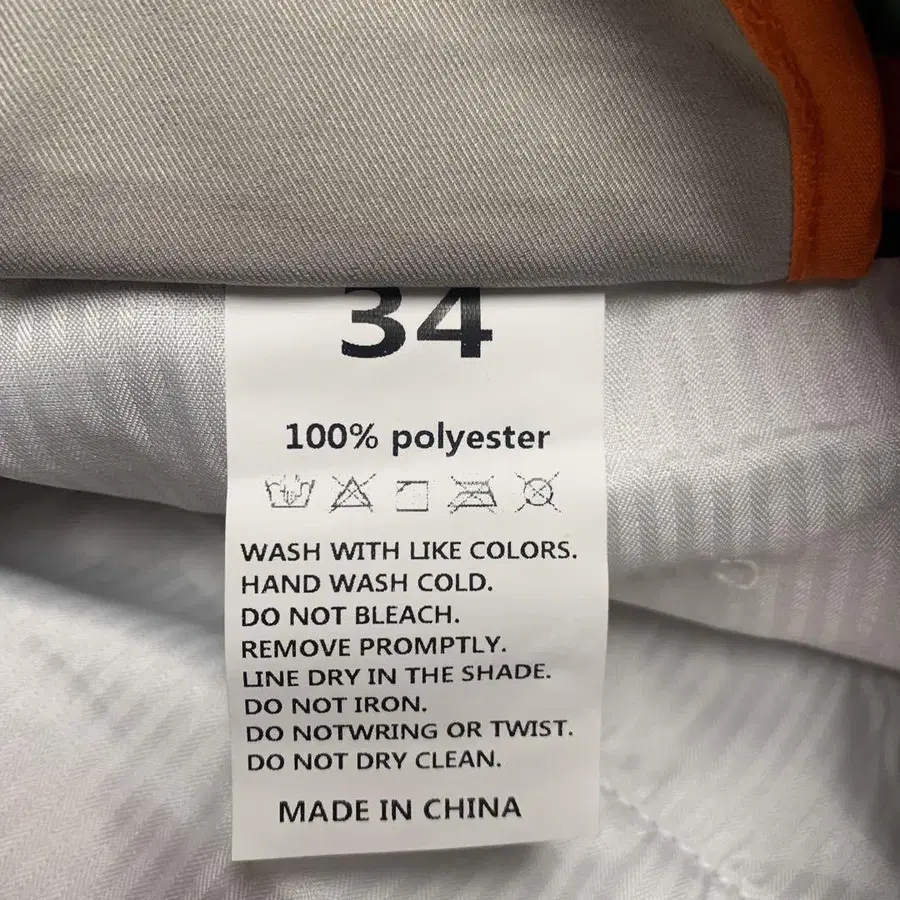 34
100% polyester
WASH WITH LIKE COLORS.
HAND WASH COLD.
DO NOT BLEACH.
REMOVE PROMPTLY.
LINE DRY IN THE SHADE.
DO NOT IRON.
DO NOTWRING OR TWIST.
DO NOT DRY CLEAN.
MADE IN CHINA